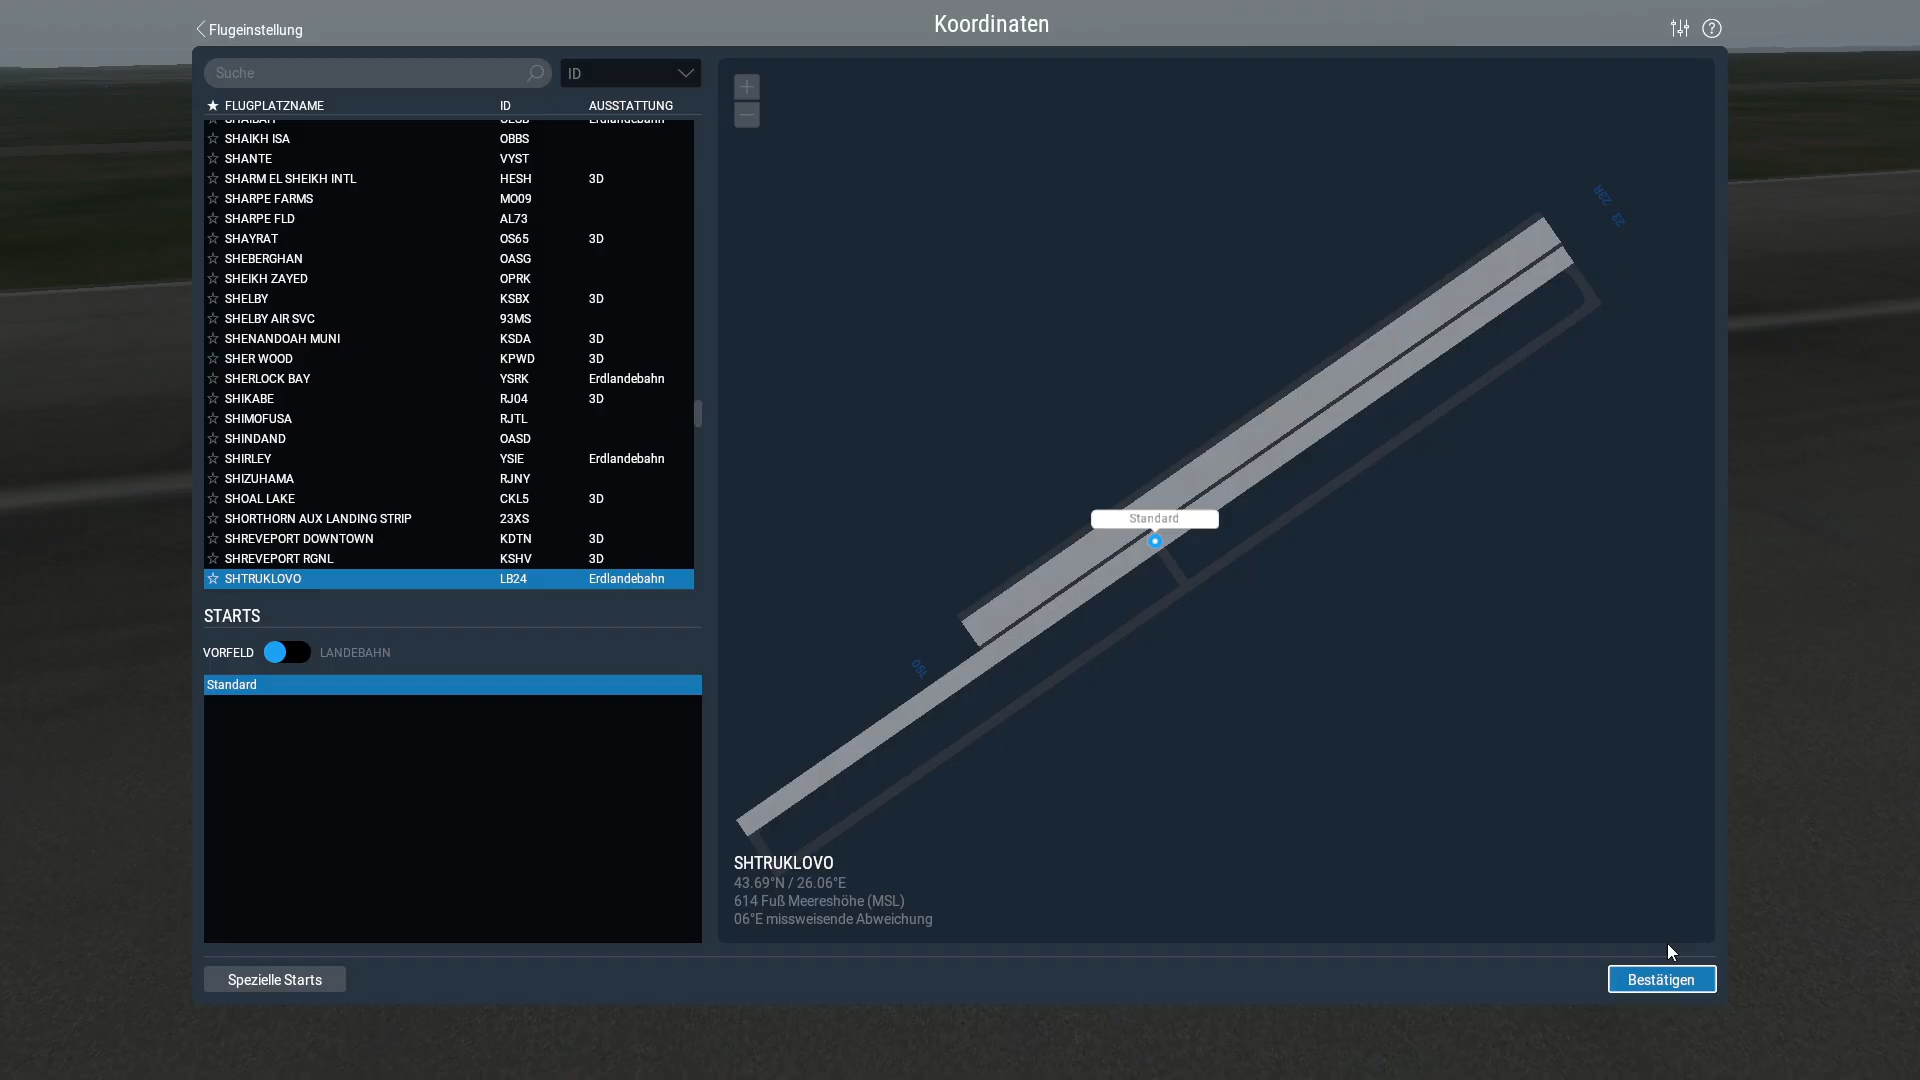 Flugeinstellung
Koordinaten
Suche
ID
FLUGPLATZNAME ID AUSSTATTUNG
SHAIBAH Erdlandebahn
SHAIKH ISA OBBS
SHANTE VYST
SHARM EL SHEIKH INTL HESH 3D
SHARPE FARMS MO09
SHARPE FLD AL73
SHAYRAT OS65 3D
SHEBERGHAN OASG
SHEIKH ZAYED OPRK
SHELBY KSBX 3D
SHELBY AIR SVC 93MS
SHENANDOAH MUNI KSDA 3D
SHER WOOD KPWD 3D
SHERLOCK BAY YSRK Erdlandebahn
SHIKABE RJ04 3D
SHIMOFUSA RJTL
SHINDAND OASD
SHIRLEY YSIE Erdlandebahn
SHIZUHAMA RJNY
SHOAL LAKE CKL5 3D
SHORTHORN AUX LANDING STRIP 23XS
SHREVEPORT DOWNTOWN KDTN 3D
SHREVEPORT RGNL KSHV 3D
SHTRUKLOVO LB24 Erdlandebahn
STARTS
VORFELD LANDEBAHN
Standard
Spezielle Starts
23R
23
Standard
05L
SHTRUKLOVO
43.69°N / 26.06°E
614 Fuß Meereshöhe (MSL)
06°E missweisende Abweichung
Bestätigen